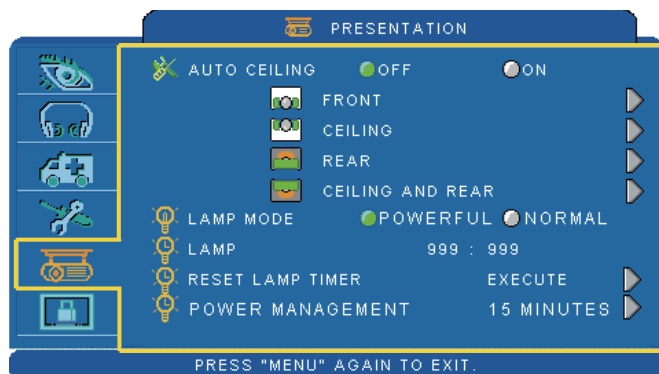 PRESENTATION
AUTO CEILING OFF ON
FRONT
CEILING
REAR
CEILING AND REAR
LAMP MODE POWERFUL NORMAL
LAMP 999 : 999
RESET LAMP TIMER EXECUTE
POWER MANAGEMENT 15 MINUTES
PRESS "MENU" AGAIN TO EXIT.